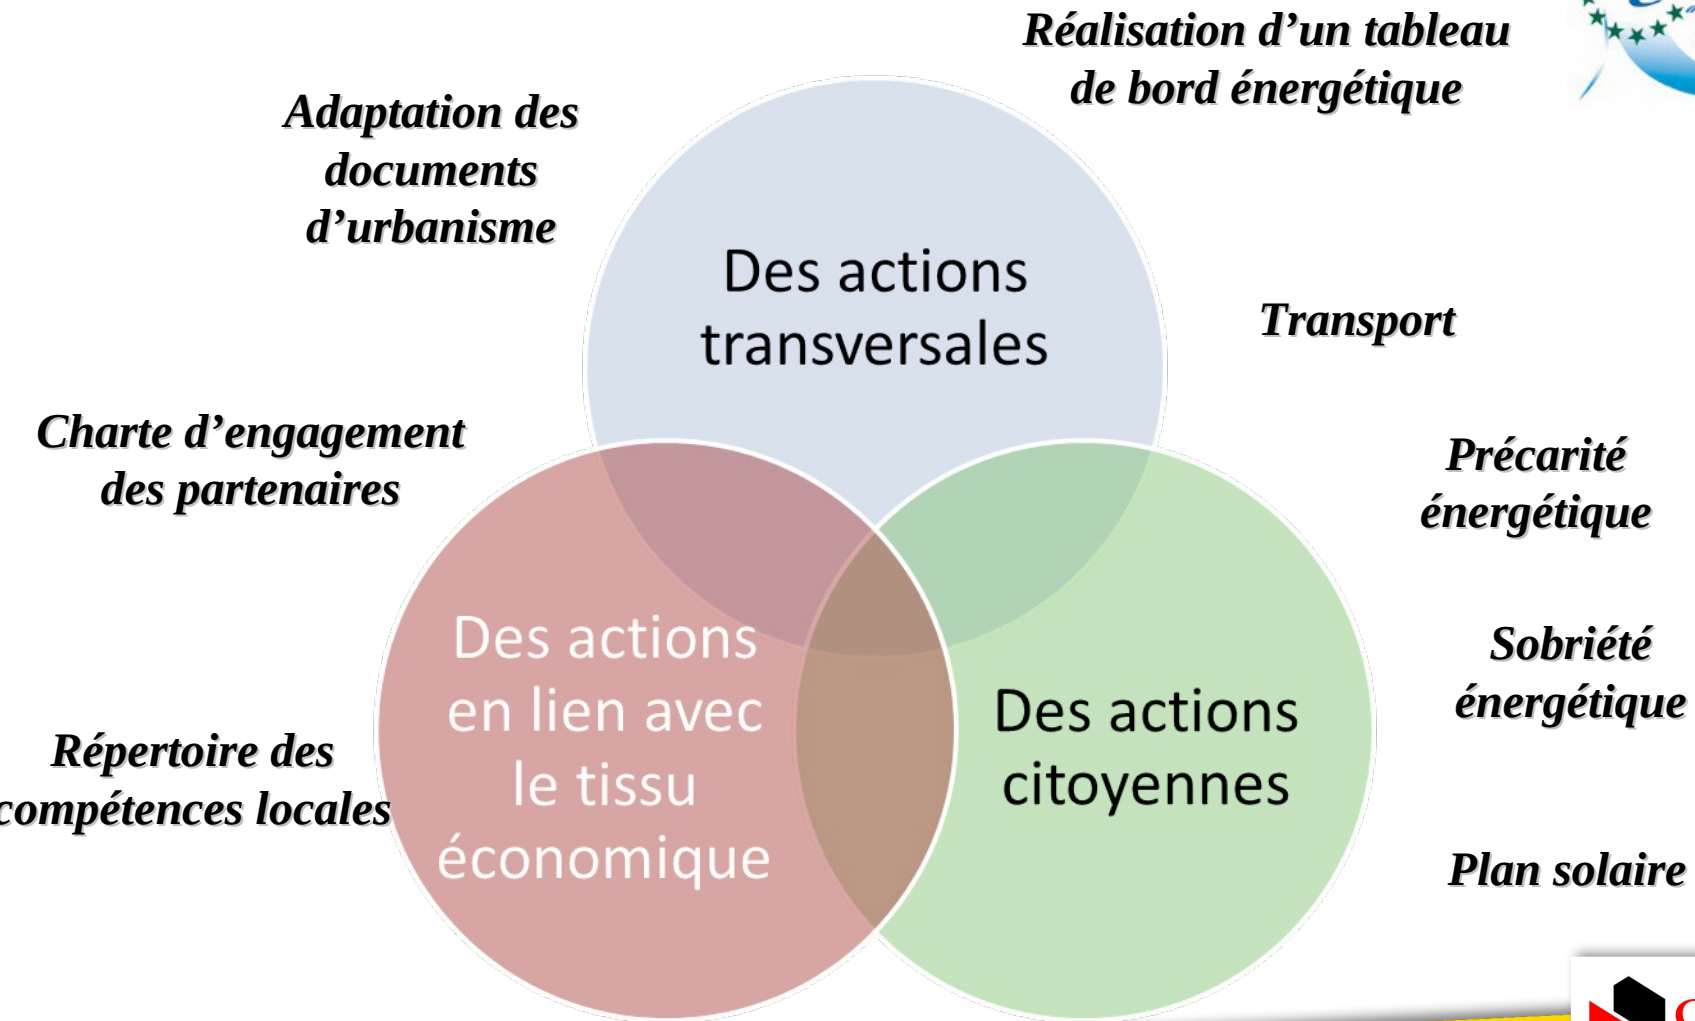 Réalisation d’un tableau
de bord énergétique
Adaptation des
documents
d’urbanisme
Des actions
transversales
Transport
Charte d’engagement
des partenaires
Précarité
énergétique
Des actions
en lien avec
le tissu
économique
Des actions
citoyennes
Sobriété
énergétique
Répertoire des
compétences locales
Plan solaire